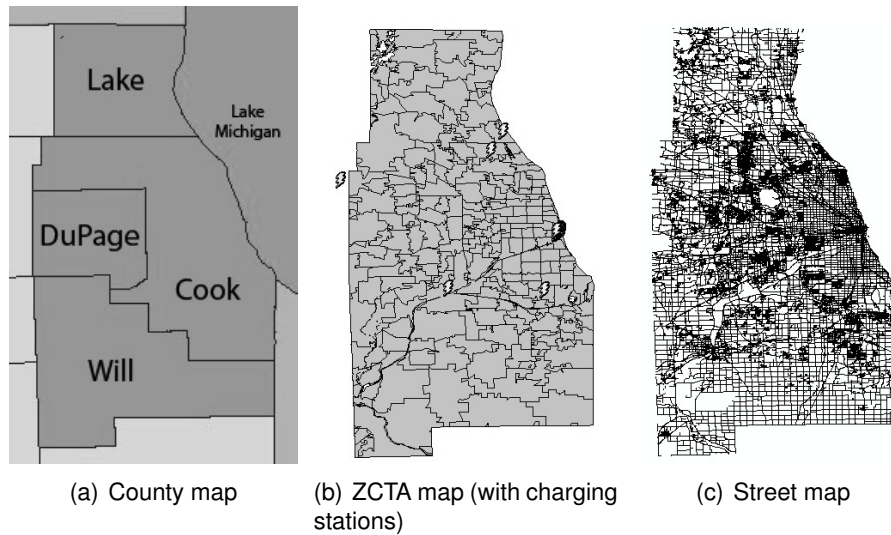 Lake
Lake
Michigan
DuPage
Cook
Will
(a) County map
(b) ZCTA map (with charging
stations)
(c) Street map